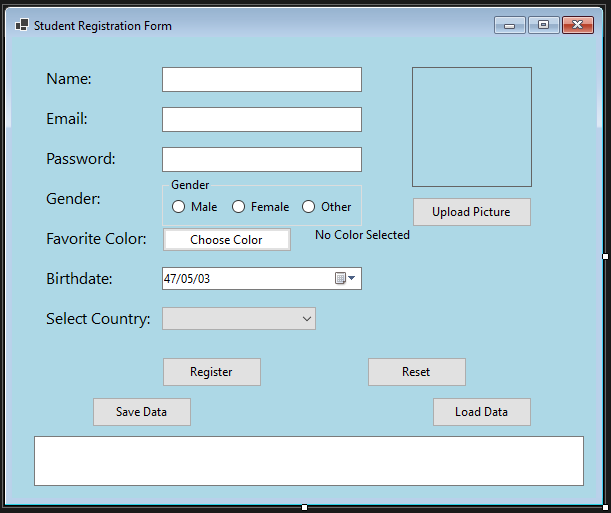 Student Registration Form
Name:
Email:
Password:
Gender:
Gender
Male Female Other
Upload Picture
Favorite Color: Choose Color No Color Selected
Birthdate: 47/05/03
Select Country:
Register Reset
Save Data Load Data